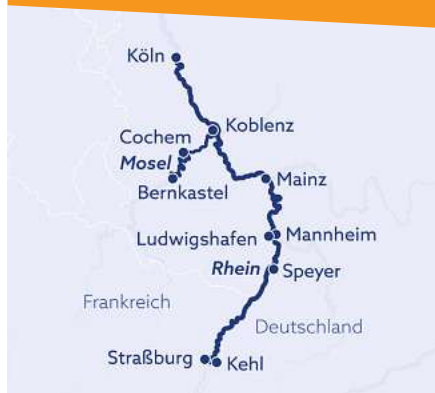 Köln
Koblenz
Cochem
Mosel
Bernkastel
Mainz
Ludwigshafen
Mannheim
Rhein
Speyer
Frankreich
Deutschland
Straßburg
Kehl